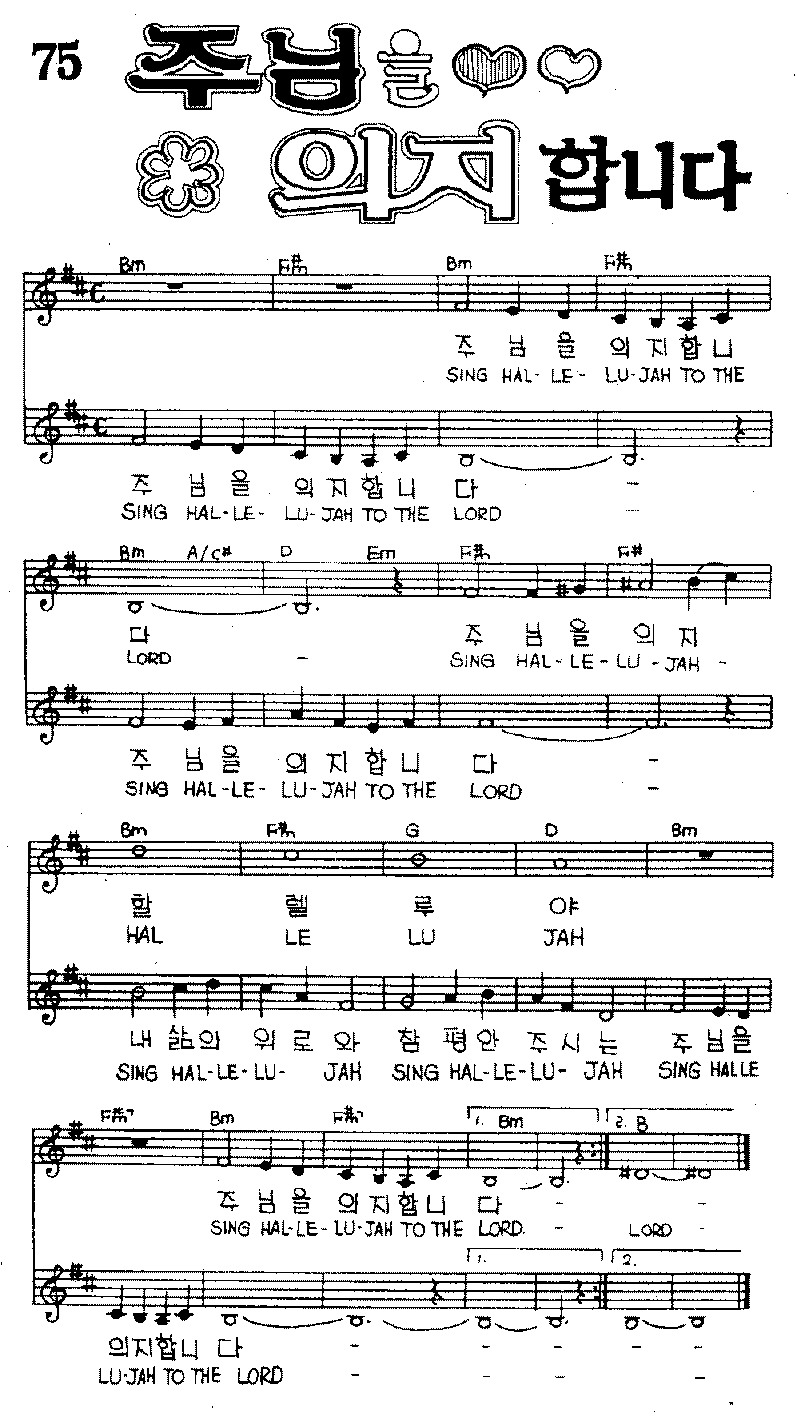 75 주님을
의지 합니다
Bm F#m Bm F#m
주 님 을 의 지 합 니
SING HAL- LE- LU-JAH TO THE
주 님 을 의 지 합 니 다 -
SING HAL-LE- LU-JAH TO THE LORD -
Bm A/C# D Em F#m F#
다 주 님 을 의 지
LORD - SING HAL-LE-LU-JAH -
주 님 을 의 지 합 니 다 -
SING HAL-LE- LU-JAH TO THE LORD -
Bm F#m G D Bm
할 렐 루 야
HAL LE LU JAH
내 삶의 위 로 와 참 평 안 주 시 는 주 님을
SING HAL-LE-LU- JAH SING HAL-LE-LU- JAH SING HALLE
F#m7 Bm F#m7 1. Bm 2. B
주 님 을 의 지 합 니 다 - -
SING HAL-LE-LU-JAH TO THE LORD. - LORD -
1. 2.
의지합니 다 - - - - -
LU-JAH TO THE LORD - - - - -